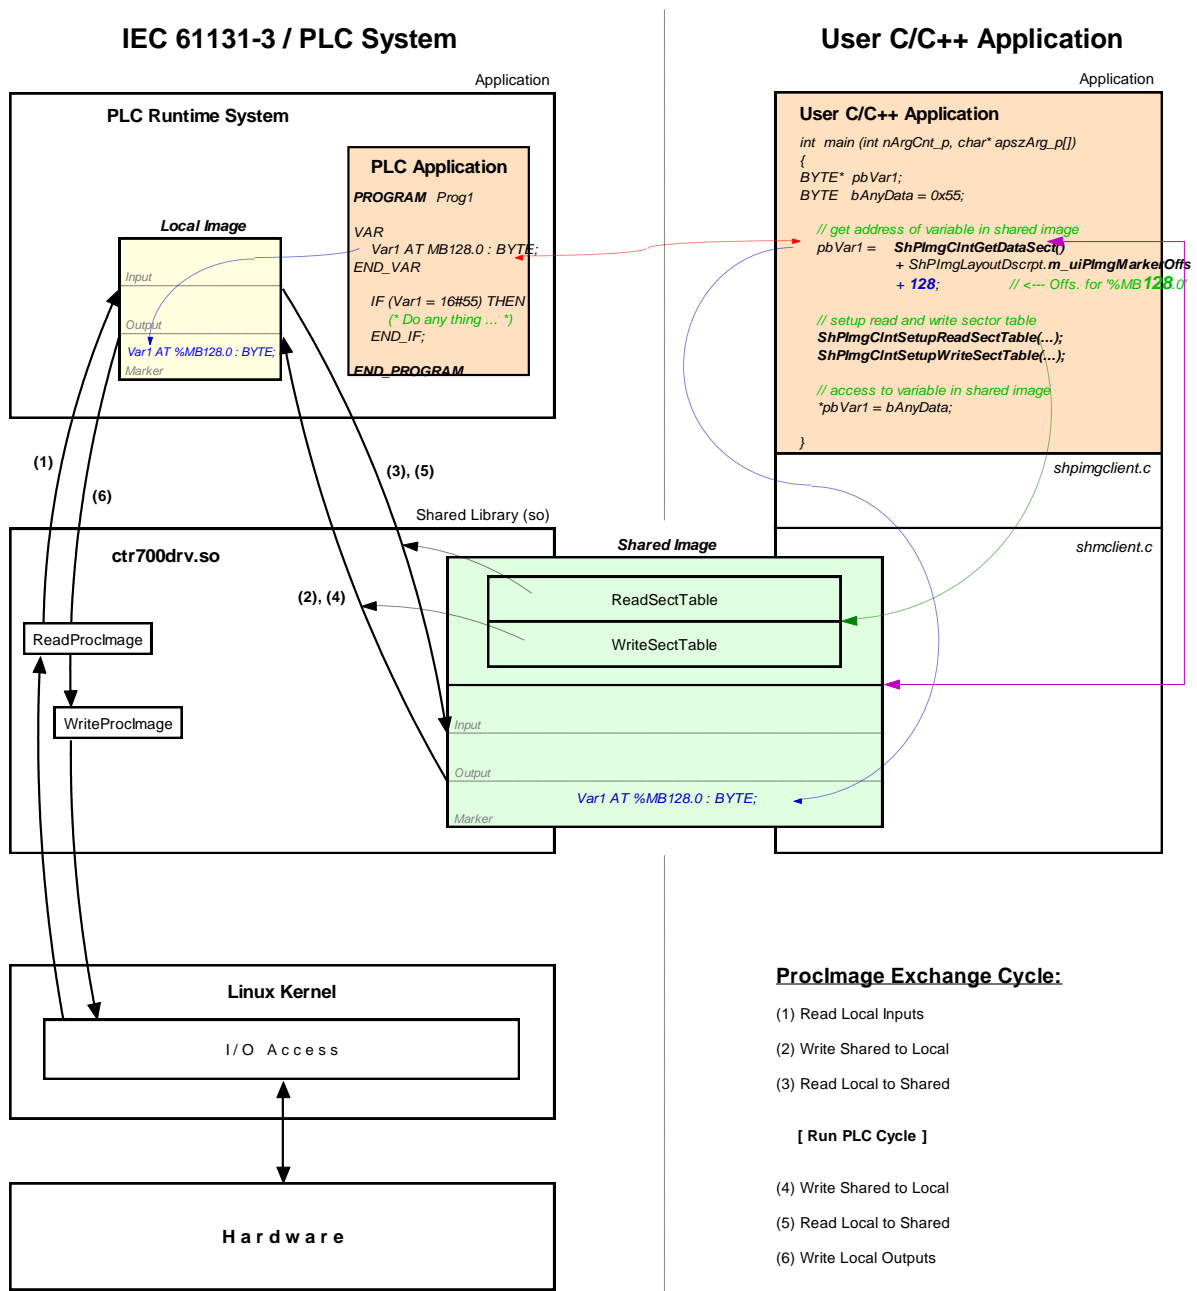 IEC 61131-3 / PLC System
Application
PLC Runtime System
PLC Application
PROGRAM Prog1
VAR
Var1 AT MB128.0 : BYTE;
END_VAR
IF (Var1 = 16#55) THEN
(* Do any thing ... *)
END_IF;
END_PROGRAM
Local Image
Input
Output
Var1 AT %MB128.0 : BYTE;
Marker
(1)
(6)
(3), (5)
Shared Library (so)
ctr700drv.so
(2), (4)
ReadProcImage
WriteProcImage
Shared Image
ReadSectTable
WriteSectTable
Input
Output
Var1 AT %MB128.0 : BYTE;
Marker
Linux Kernel
I/O Access
Hardware
User C/C++ Application
Application
User C/C++ Application
int main (int nArgCnt_p, char* apszArg_p[])
{
BYTE* pbVar1;
BYTE bAnyData = 0x55;
// get address of variable in shared image
pbVar1 = ShPImgClntGetDataSect()
+ ShPImgLayoutDscrpt.m_uiPImgMarkerOffs
+ 128; // <--- Offs. for '%MB128.0'
// setup read and write sector table
ShPImgClntSetupReadSectTable(...);
ShPImgClntSetupWriteSectTable(...);
// access to variable in shared image
*pbVar1 = bAnyData;
}
shpimgclient.c
shmclient.c
ProcImage Exchange Cycle:
(1) Read Local Inputs
(2) Write Shared to Local
(3) Read Local to Shared
[ Run PLC Cycle ]
(4) Write Shared to Local
(5) Read Local to Shared
(6) Write Local Outputs